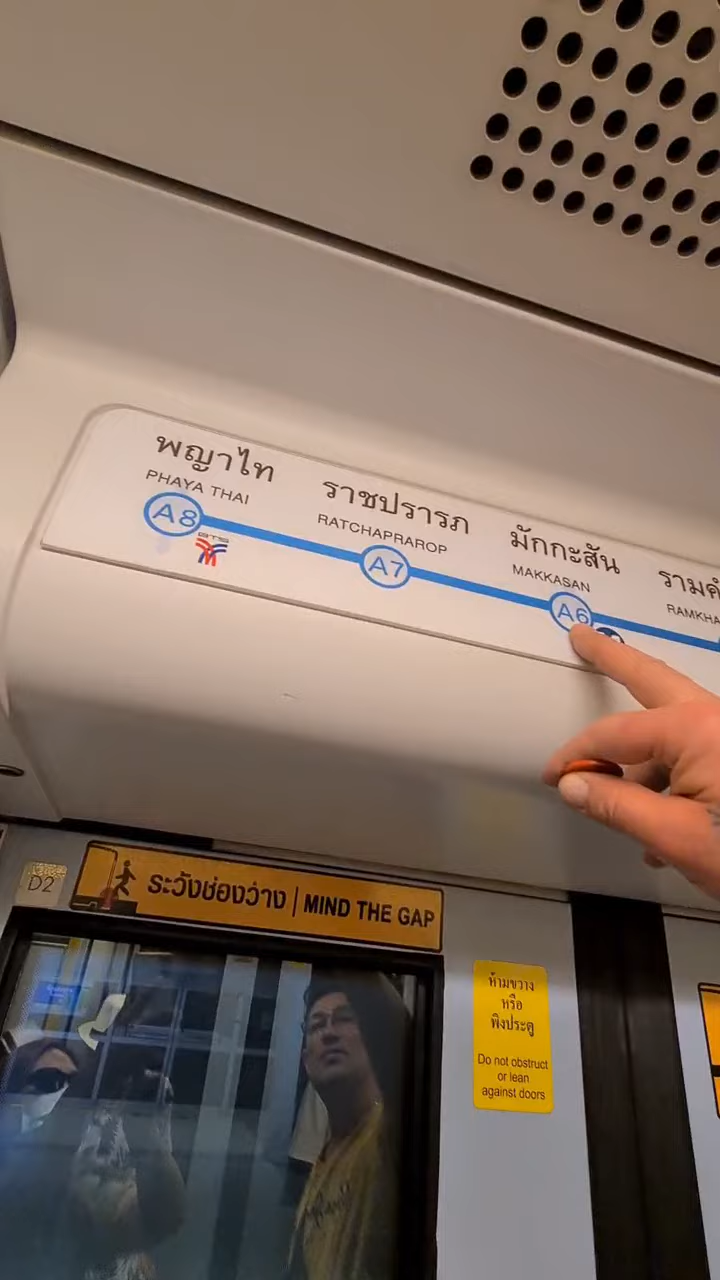 พญาไท
PHAYA THAI
A8
BTS
ราชปรารภ
RATCHAPRAROP
A7
มักกะสัน
MAKKASAN
A6
D2
ระวังช่องว่าง | MIND THE GAP
ห้ามขวาง
หรือ
พิงประตู
Do not obstruct
or lean
against doors